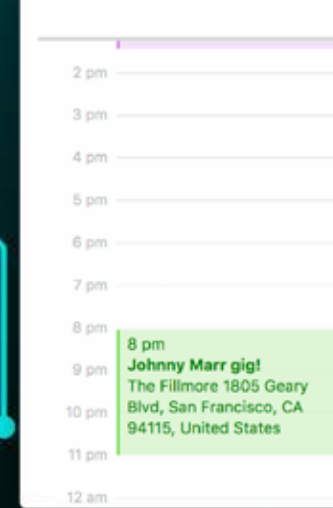 2 pm
3 pm
4 pm
5 pm
6 pm
7 pm
8 pm
8 pm
Johnny Marr gig!
9 pm
The Fillmore 1805 Geary
Blvd, San Francisco, CA
10 pm
94115, United States
11 pm
12 am